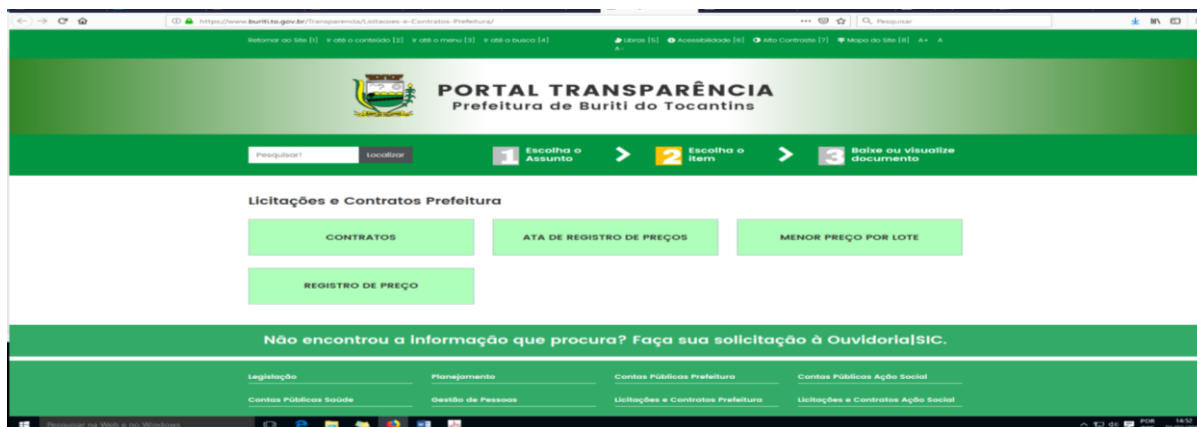 https://www.buriti.to.gov.br/Transparencia/Licitacoes-e-Contratos-Prefeitura/
Pesquisar
Retornar ao Site [1] Ir até o conteúdo [2] Ir até o menu [3] Ir até a busca [4] Libras [5] Acessibilidade [6] Alto Contraste [7] Mapa do Site [8] A+ A
A-
PORTAL TRANSPARÊNCIA
Prefeitura de Buriti do Tocantins
Pesquisar! Localizar
1 Escolha o Assunto
2 Escolha o item
3 Baixe ou visualize documento
Licitações e Contratos Prefeitura
CONTRATOS ATA DE REGISTRO DE PREÇOS MENOR PREÇO POR LOTE
REGISTRO DE PREÇO
Não encontrou a informação que procura? Faça sua solicitação à Ouvidoria|SIC.
Legislação Planejamento Contas Públicas Prefeitura Contas Públicas Ação Social
Contas Públicas Saúde Gestão de Pessoas Licitações e Contratos Prefeitura Licitações e Contratos Ação Social
Pesquisar na Web e no Windows
POR 14:52